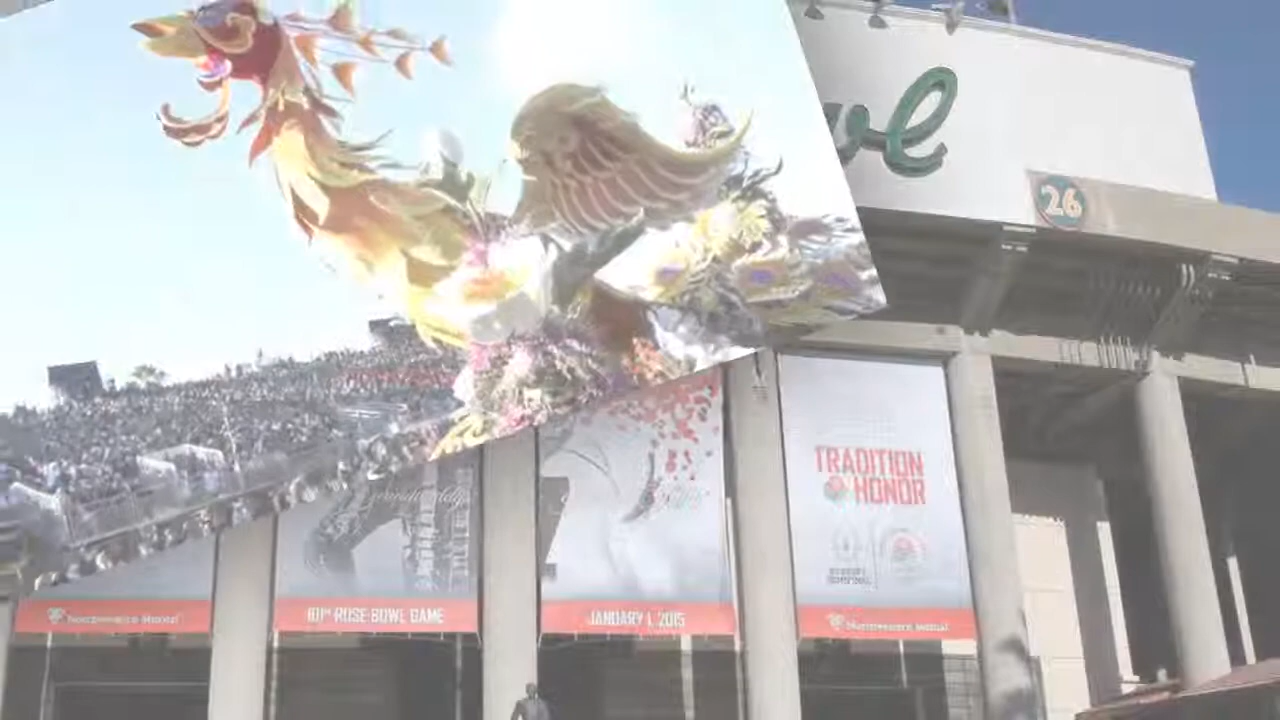 wl
26
TRADITION
& HONOR
Northwestern Mutual
101ST ROSE BOWL GAME
JANUARY 1, 2015
Northwestern Mutual